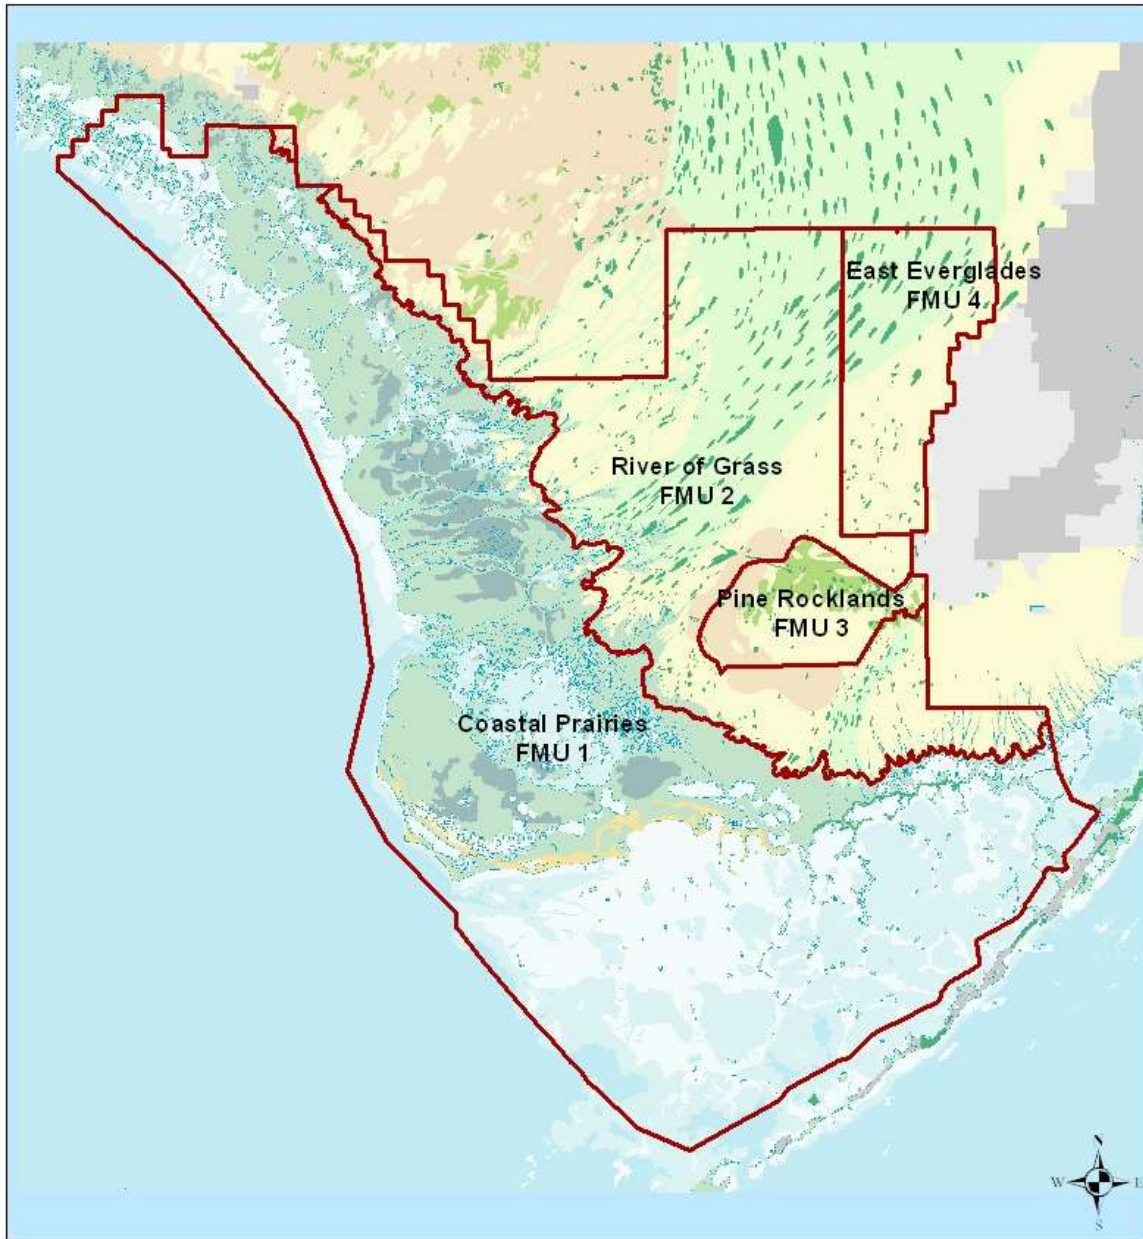 East Everglades
FMU 4
River of Grass
FMU 2
Pine Rocklands
FMU 3
Coastal Prairies
FMU 1
N
W E
S